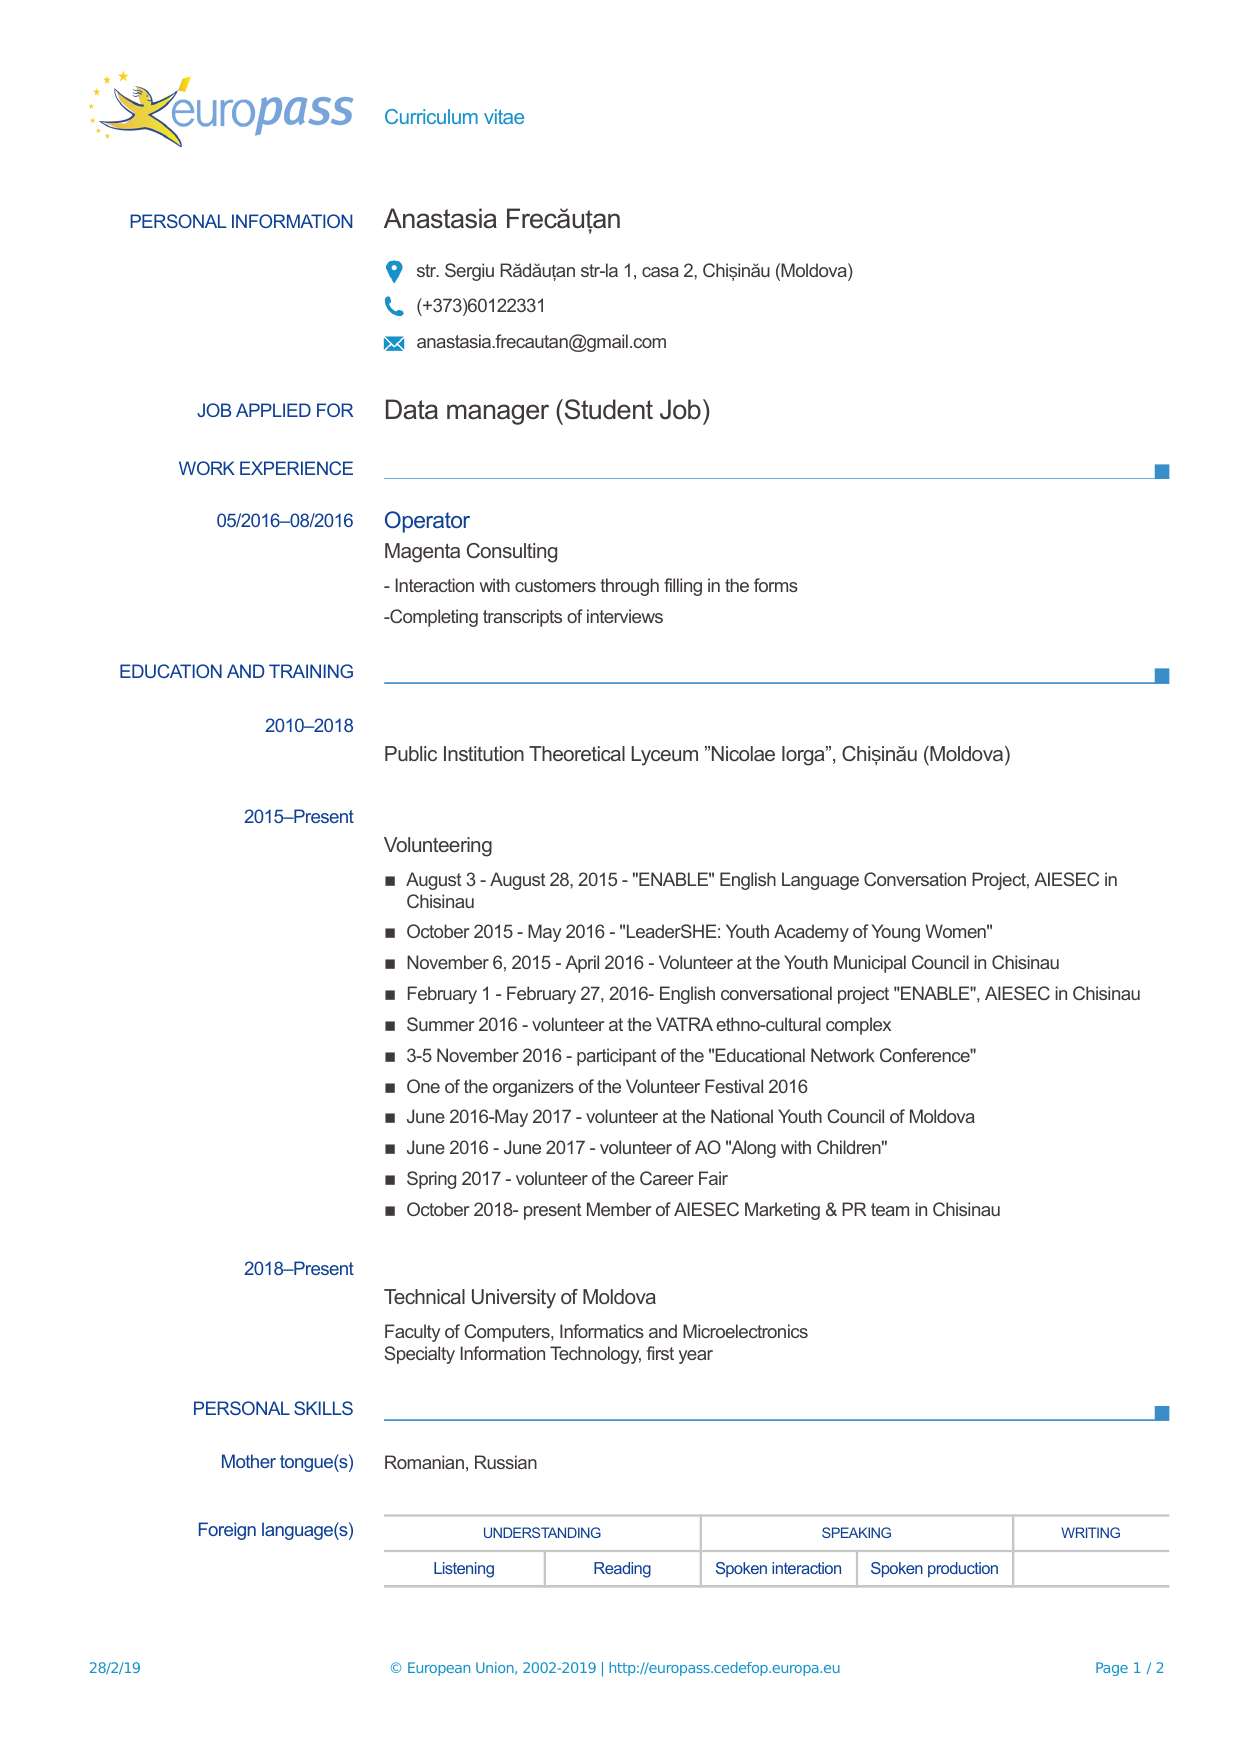 europass
Curriculum vitae
PERSONAL INFORMATION
Anastasia Frecăuțan
str. Sergiu Rădăuțan str-la 1, casa 2, Chișinău (Moldova)
(+373)60122331
anastasia.frecautan@gmail.com
JOB APPLIED FOR
Data manager (Student Job)
WORK EXPERIENCE
05/2016–08/2016
Operator
Magenta Consulting
- Interaction with customers through filling in the forms
-Completing transcripts of interviews
EDUCATION AND TRAINING
2010–2018
Public Institution Theoretical Lyceum ”Nicolae Iorga”, Chișinău (Moldova)
2015–Present
Volunteering
▪ August 3 - August 28, 2015 - "ENABLE" English Language Conversation Project, AIESEC in
Chisinau
▪ October 2015 - May 2016 - "LeaderSHE: Youth Academy of Young Women"
▪ November 6, 2015 - April 2016 - Volunteer at the Youth Municipal Council in Chisinau
▪ February 1 - February 27, 2016- English conversational project "ENABLE", AIESEC in Chisinau
▪ Summer 2016 - volunteer at the VATRA ethno-cultural complex
▪ 3-5 November 2016 - participant of the "Educational Network Conference"
▪ One of the organizers of the Volunteer Festival 2016
▪ June 2016-May 2017 - volunteer at the National Youth Council of Moldova
▪ June 2016 - June 2017 - volunteer of AO "Along with Children"
▪ Spring 2017 - volunteer of the Career Fair
▪ October 2018- present Member of AIESEC Marketing & PR team in Chisinau
2018–Present
Technical University of Moldova
Faculty of Computers, Informatics and Microelectronics
Specialty Information Technology, first year
PERSONAL SKILLS
Mother tongue(s)
Romanian, Russian
Foreign language(s)
UNDERSTANDING SPEAKING WRITING
Listening Reading Spoken interaction Spoken production
28/2/19 © European Union, 2002-2019 | http://europass.cedefop.europa.eu Page 1 / 2